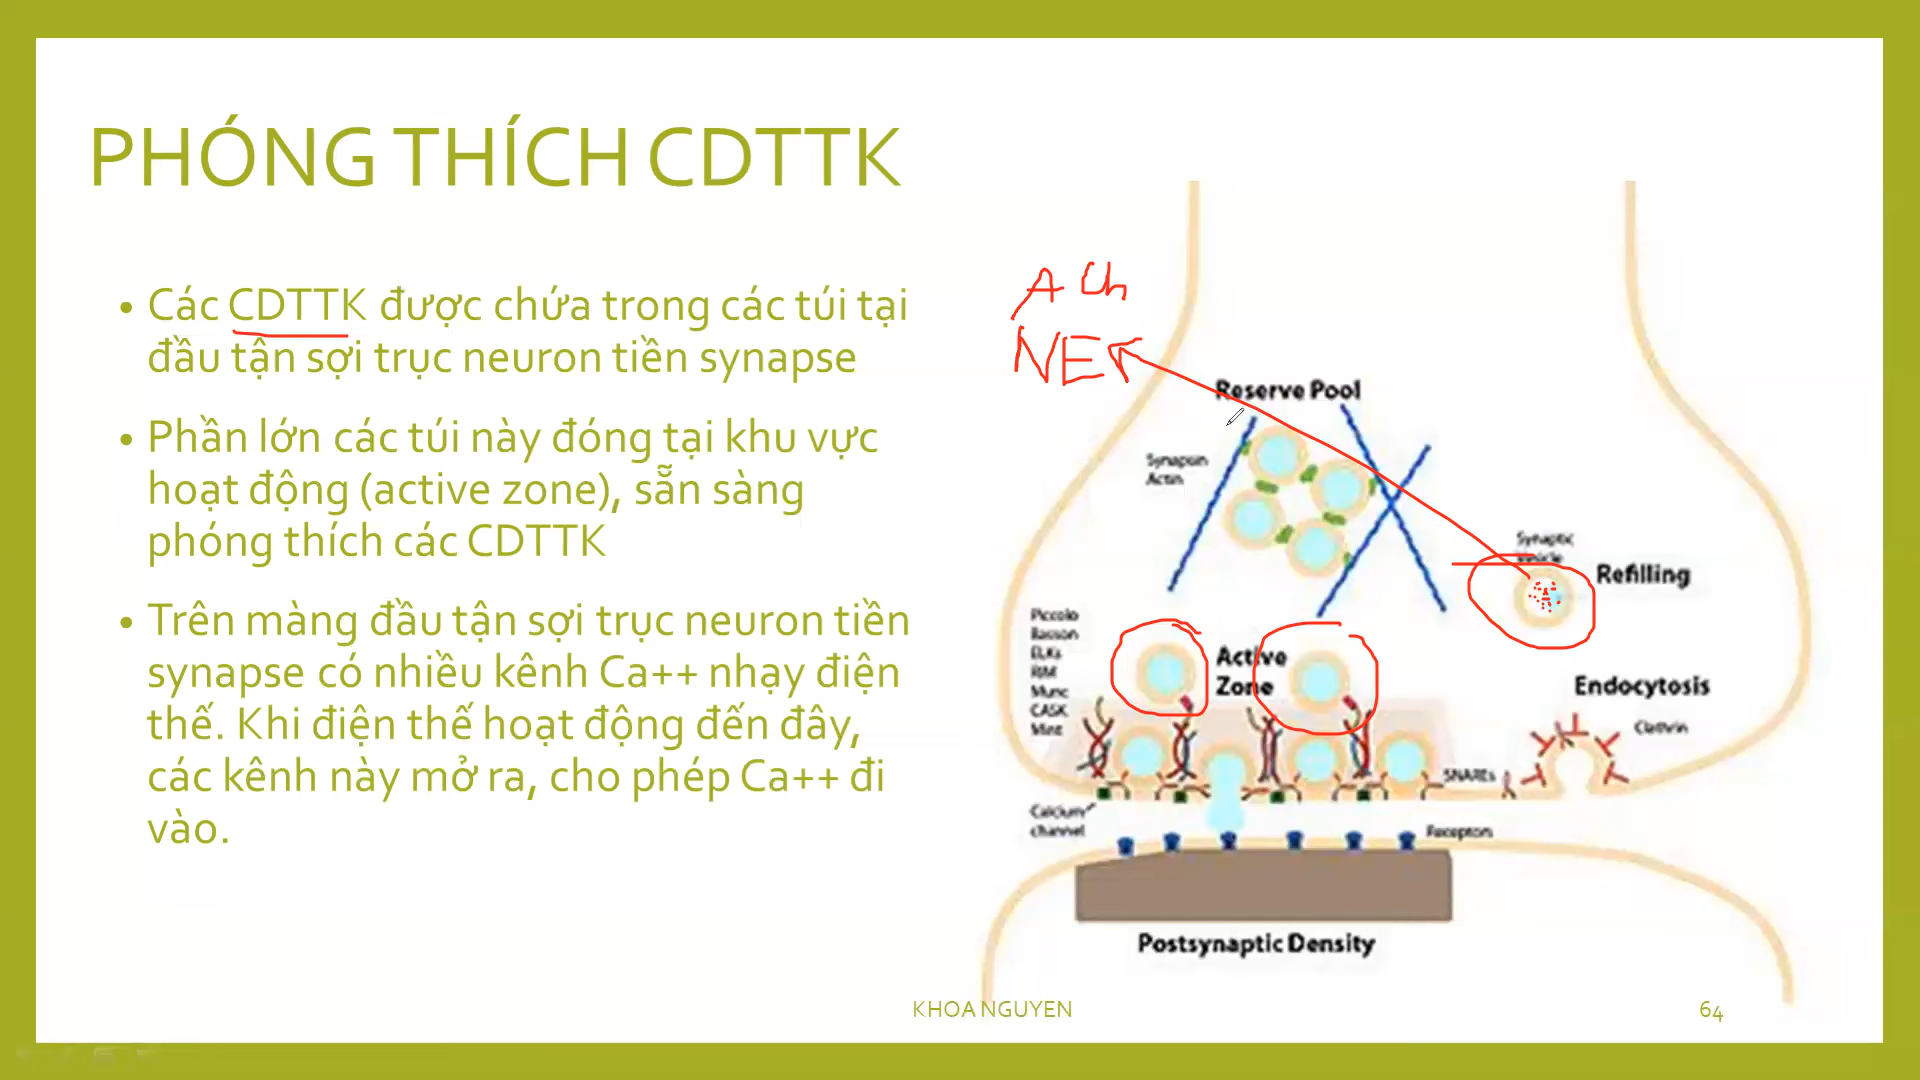 PHÓNG THÍCH CDTTK
• Các CDTTK được chứa trong các túi tại
đầu tận sợi trục neuron tiền synapse
• Phần lớn các túi này đóng tại khu vực
hoạt động (active zone), sẵn sàng
phóng thích các CDTTK
• Trên màng đầu tận sợi trục neuron tiền
synapse có nhiều kênh Ca++ nhạy điện
thế. Khi điện thế hoạt động đến đây,
các kênh này mở ra, cho phép Ca++ đi
vào.
ACh
NE
Reserve Pool
Synapsin
Actin
Synaptic
Vesicle
Refilling
Piccolo
Basson
ELKs
RIM
Munc
CASK
Mint
Active
Zone
Endocytosis
Clathrin
SNAREs
Calcium
channel
Receptors
Postsynaptic Density
KHOA NGUYEN
64